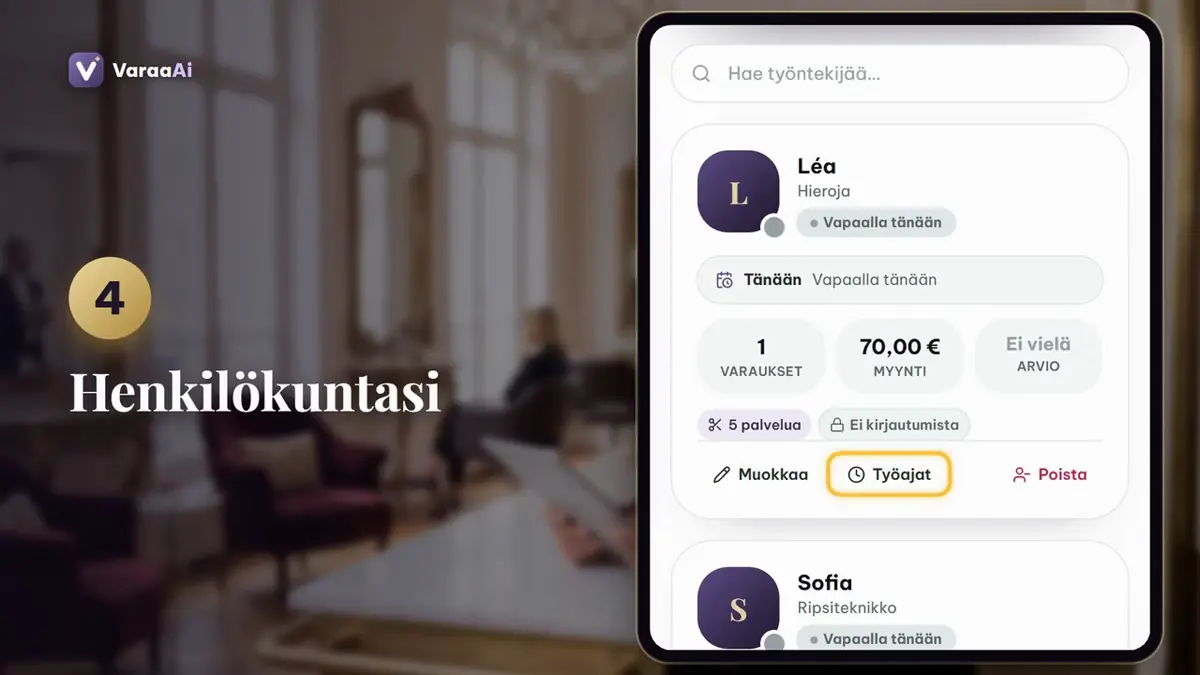 VaraaAi
4
Henkilökuntasi
Hae työntekijää...
L
Léa
Hieroja
Vapaalla tänään
Tänään Vapaalla tänään
1
VARAUKSET
70,00 €
MYYNTI
Ei vielä
ARVIO
5 palvelua
Ei kirjautumista
Muokkaa
Työajat
Poista
S
Sofia
Ripsiteknikko
Vapaalla tänään